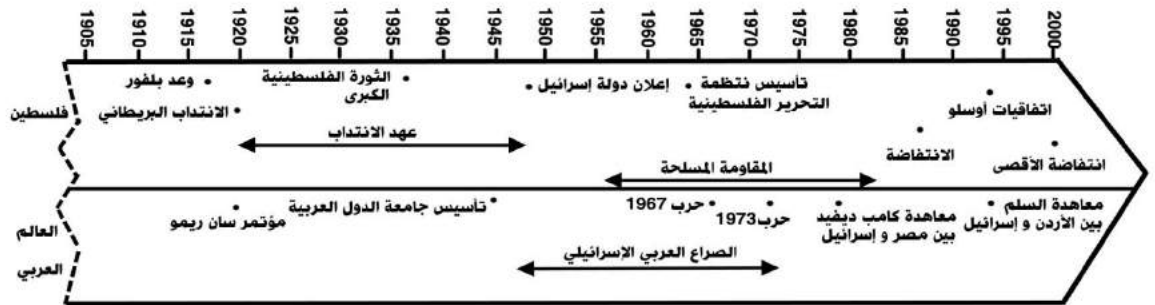 1905 1910 1915 1920 1925 1930 1935 1940 1945 1950 1955 1960 1965 1970 1975 1980 1985 1990 1995 2000
فلسطين
وعد بلفور
الانتداب البريطاني
الثورة الفلسطينية
الكبرى
عهد الانتداب
إعلان دولة إسرائيل
تأسيس نتظمة
التحرير الفلسطينية
المقاومة المسلحة
الانتفاضة
اتفاقيات أوسلو
انتفاضة الأقصى
العالم
العربي
مؤتمر سان ريمو
تأسيس جامعة الدول العربية
الصراع العربي الإسرائيلي
حرب 1967
حرب 1973
معاهدة كامب ديفيد
بين مصر و إسرائيل
معاهدة السلم
بين الأردن و إسرائيل